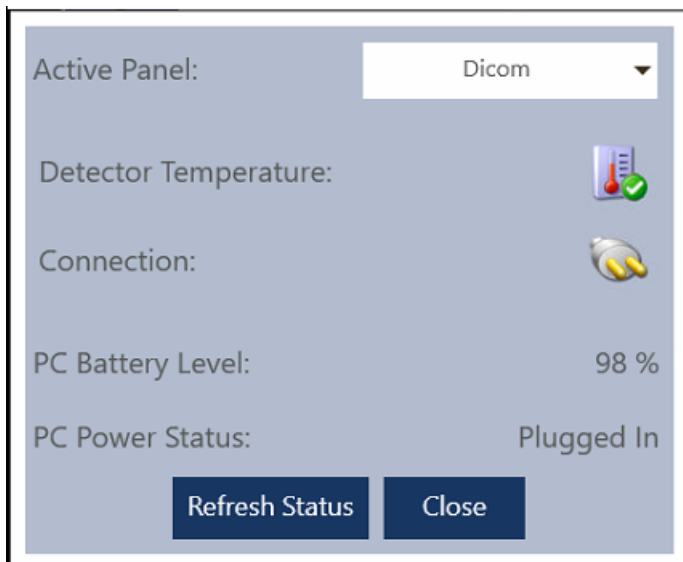 Active Panel: Dicom
Detector Temperature:
Connection:
PC Battery Level: 98 %
PC Power Status: Plugged In
Refresh Status Close